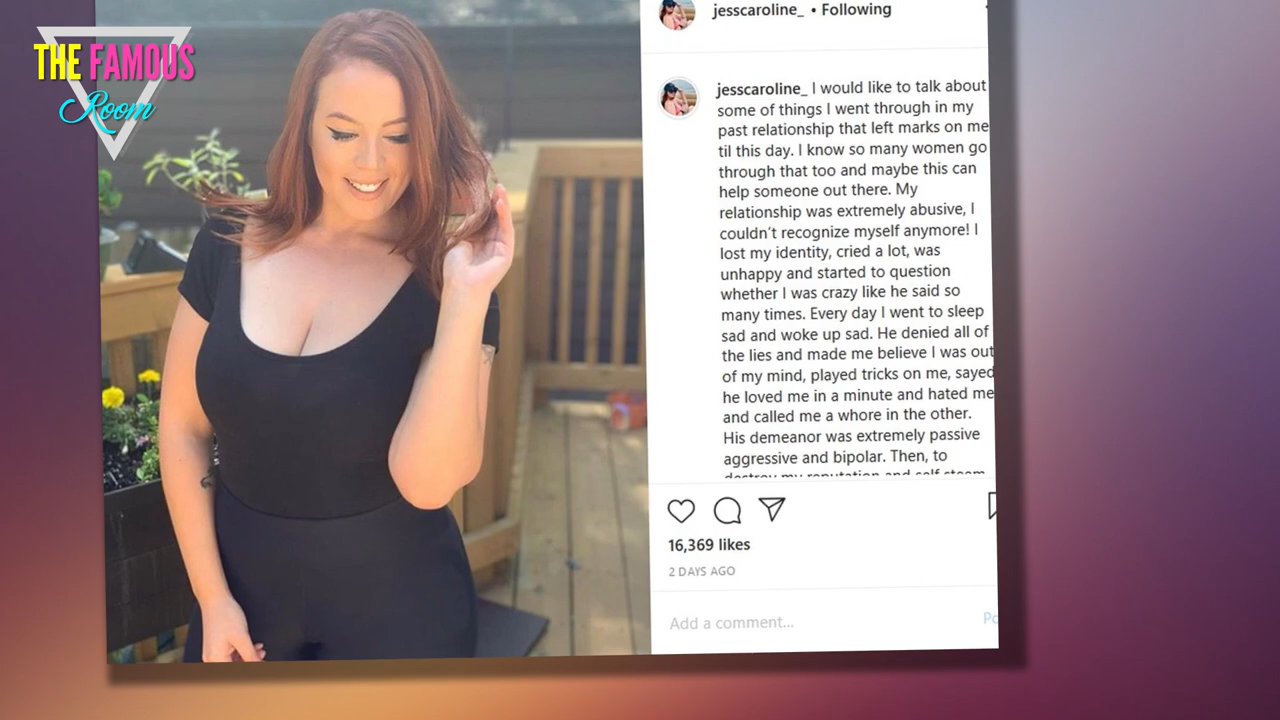 THE FAMOUS
Room
jesscaroline_ • Following
jesscaroline_ I would like to talk about
some of things I went through in my
past relationship that left marks on me
til this day. I know so many women go
through that too and maybe this can
help someone out there. My
relationship was extremely abusive, I
couldn't recognize myself anymore! I
lost my identity, cried a lot, was
unhappy and started to question
whether I was crazy like he said so
many times. Every day I went to sleep
sad and woke up sad. He denied all of
the lies and made me believe I was out
of my mind, played tricks on me, sayed
he loved me in a minute and hated me
and called me a whore in the other.
His demeanor was extremely passive
aggressive and bipolar. Then, to
destroy my reputation and self steem
16,369 likes
2 DAYS AGO
Add a comment...